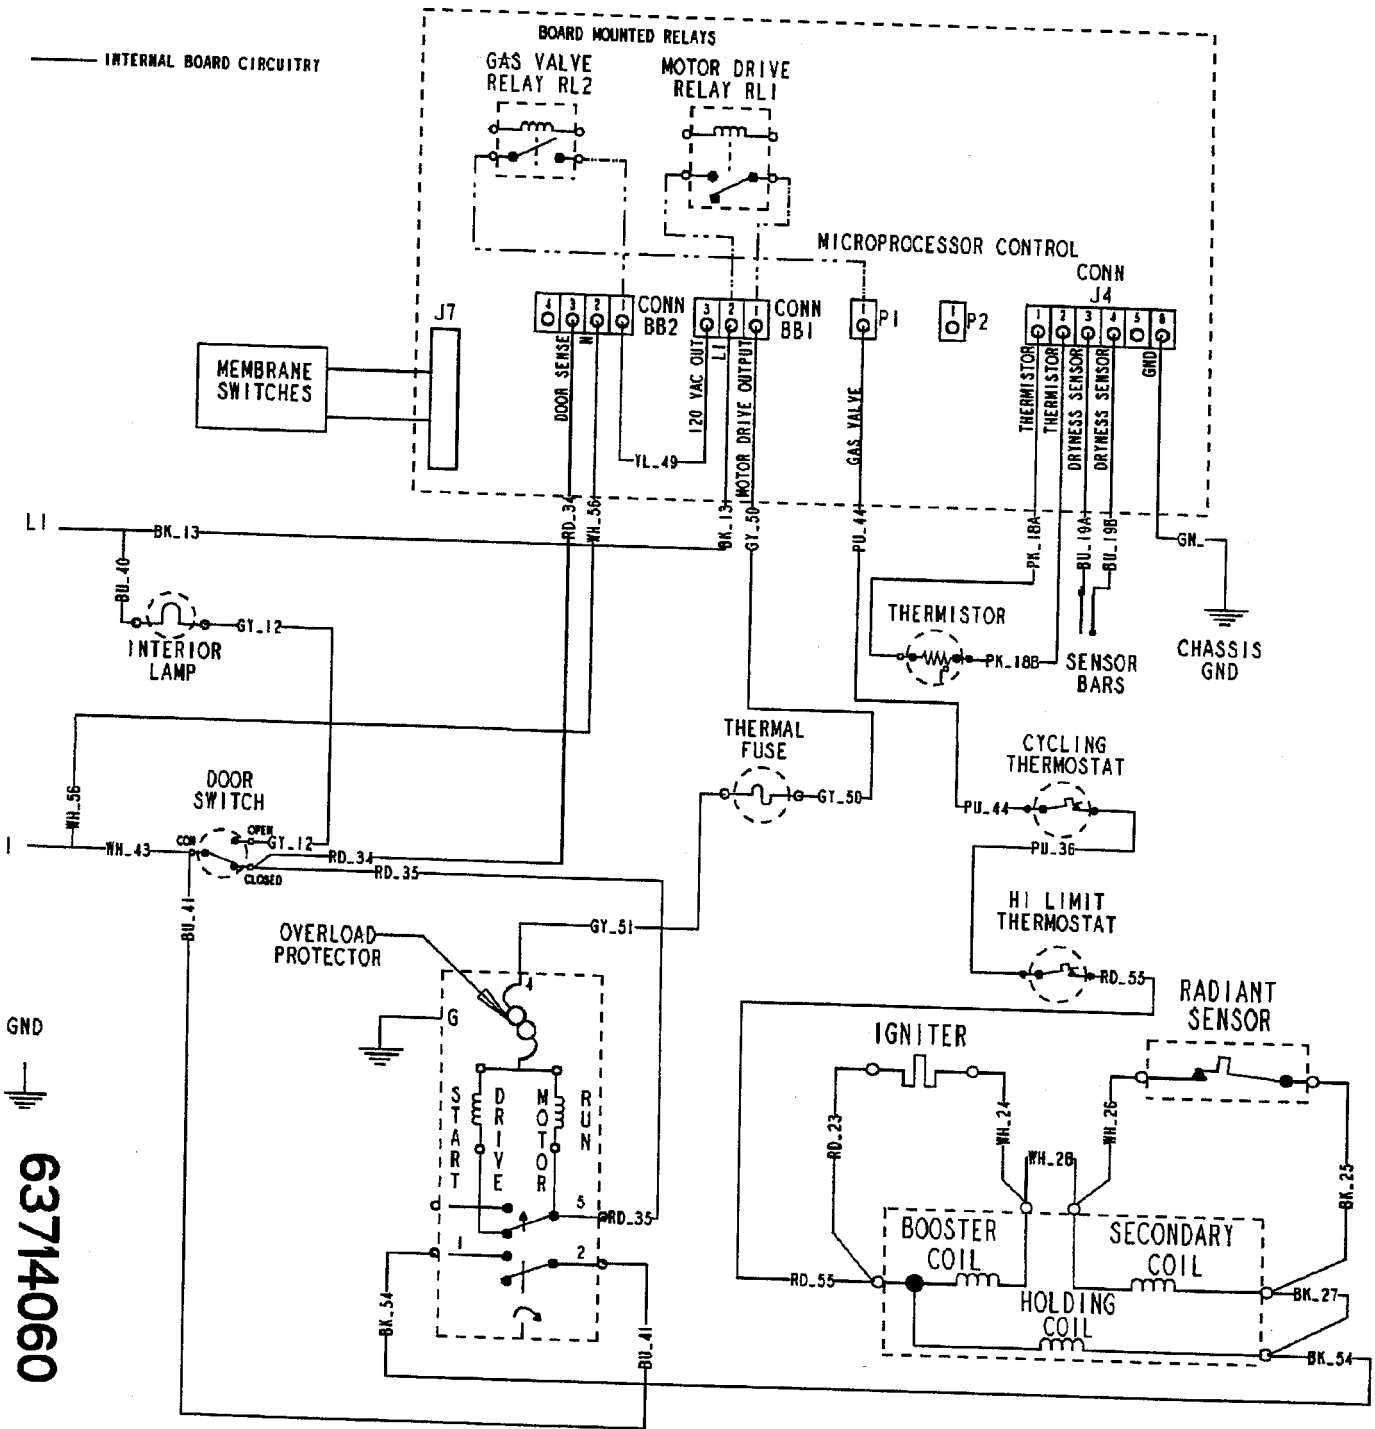 BOARD MOUNTED RELAYS
INTERNAL BOARD CIRCUITRY
GAS VALVE
RELAY RL2
MOTOR DRIVE
RELAY RL1
MICROPROCESSOR CONTROL
CONN
J4
J7
4 3 2 1
CONN
BB2
3 2 1
CONN
BB1
1
P1
1
P2
1 2 3 4 5 6
MEMBRANE
SWITCHES
DOOR SENSE
N
120 VAC OUT
L1
MOTOR DRIVE OUTPUT
GAS VALVE
THERMISTOR
THERMISTOR
DRYNESS SENSOR
DRYNESS SENSOR
GND
YL_49
L1
BK_13
RD_34
WH_56
BK_13
GY_50
PU_44
PK_18A
BU_19A
BU_19B
GN_
BU_40
GY_12
INTERIOR
LAMP
THERMISTOR
PK_18B
SENSOR
BARS
CHASSIS
GND
THERMAL
FUSE
GY_50
CYCLING
THERMOSTAT
PU_44
PU_36
WH_56
DOOR
SWITCH
WH_43
COM
OPEN
GY_12
RD_34
CLOSED
RD_35
BU_41
HI LIMIT
THERMOSTAT
RD_55
OVERLOAD
PROTECTOR
GY_51
4
G
GND
RADIANT
SENSOR
IGNITER
START
DRIVE
MOTOR
RUN
RD_23
WH_24
WH_28
WH_26
BK_25
5
RD_35
1
2
BOOSTER
COIL
SECONDARY
COIL
RD_55
BK_27
HOLDING
COIL
BK_54
BK_54
BU_41
63714060